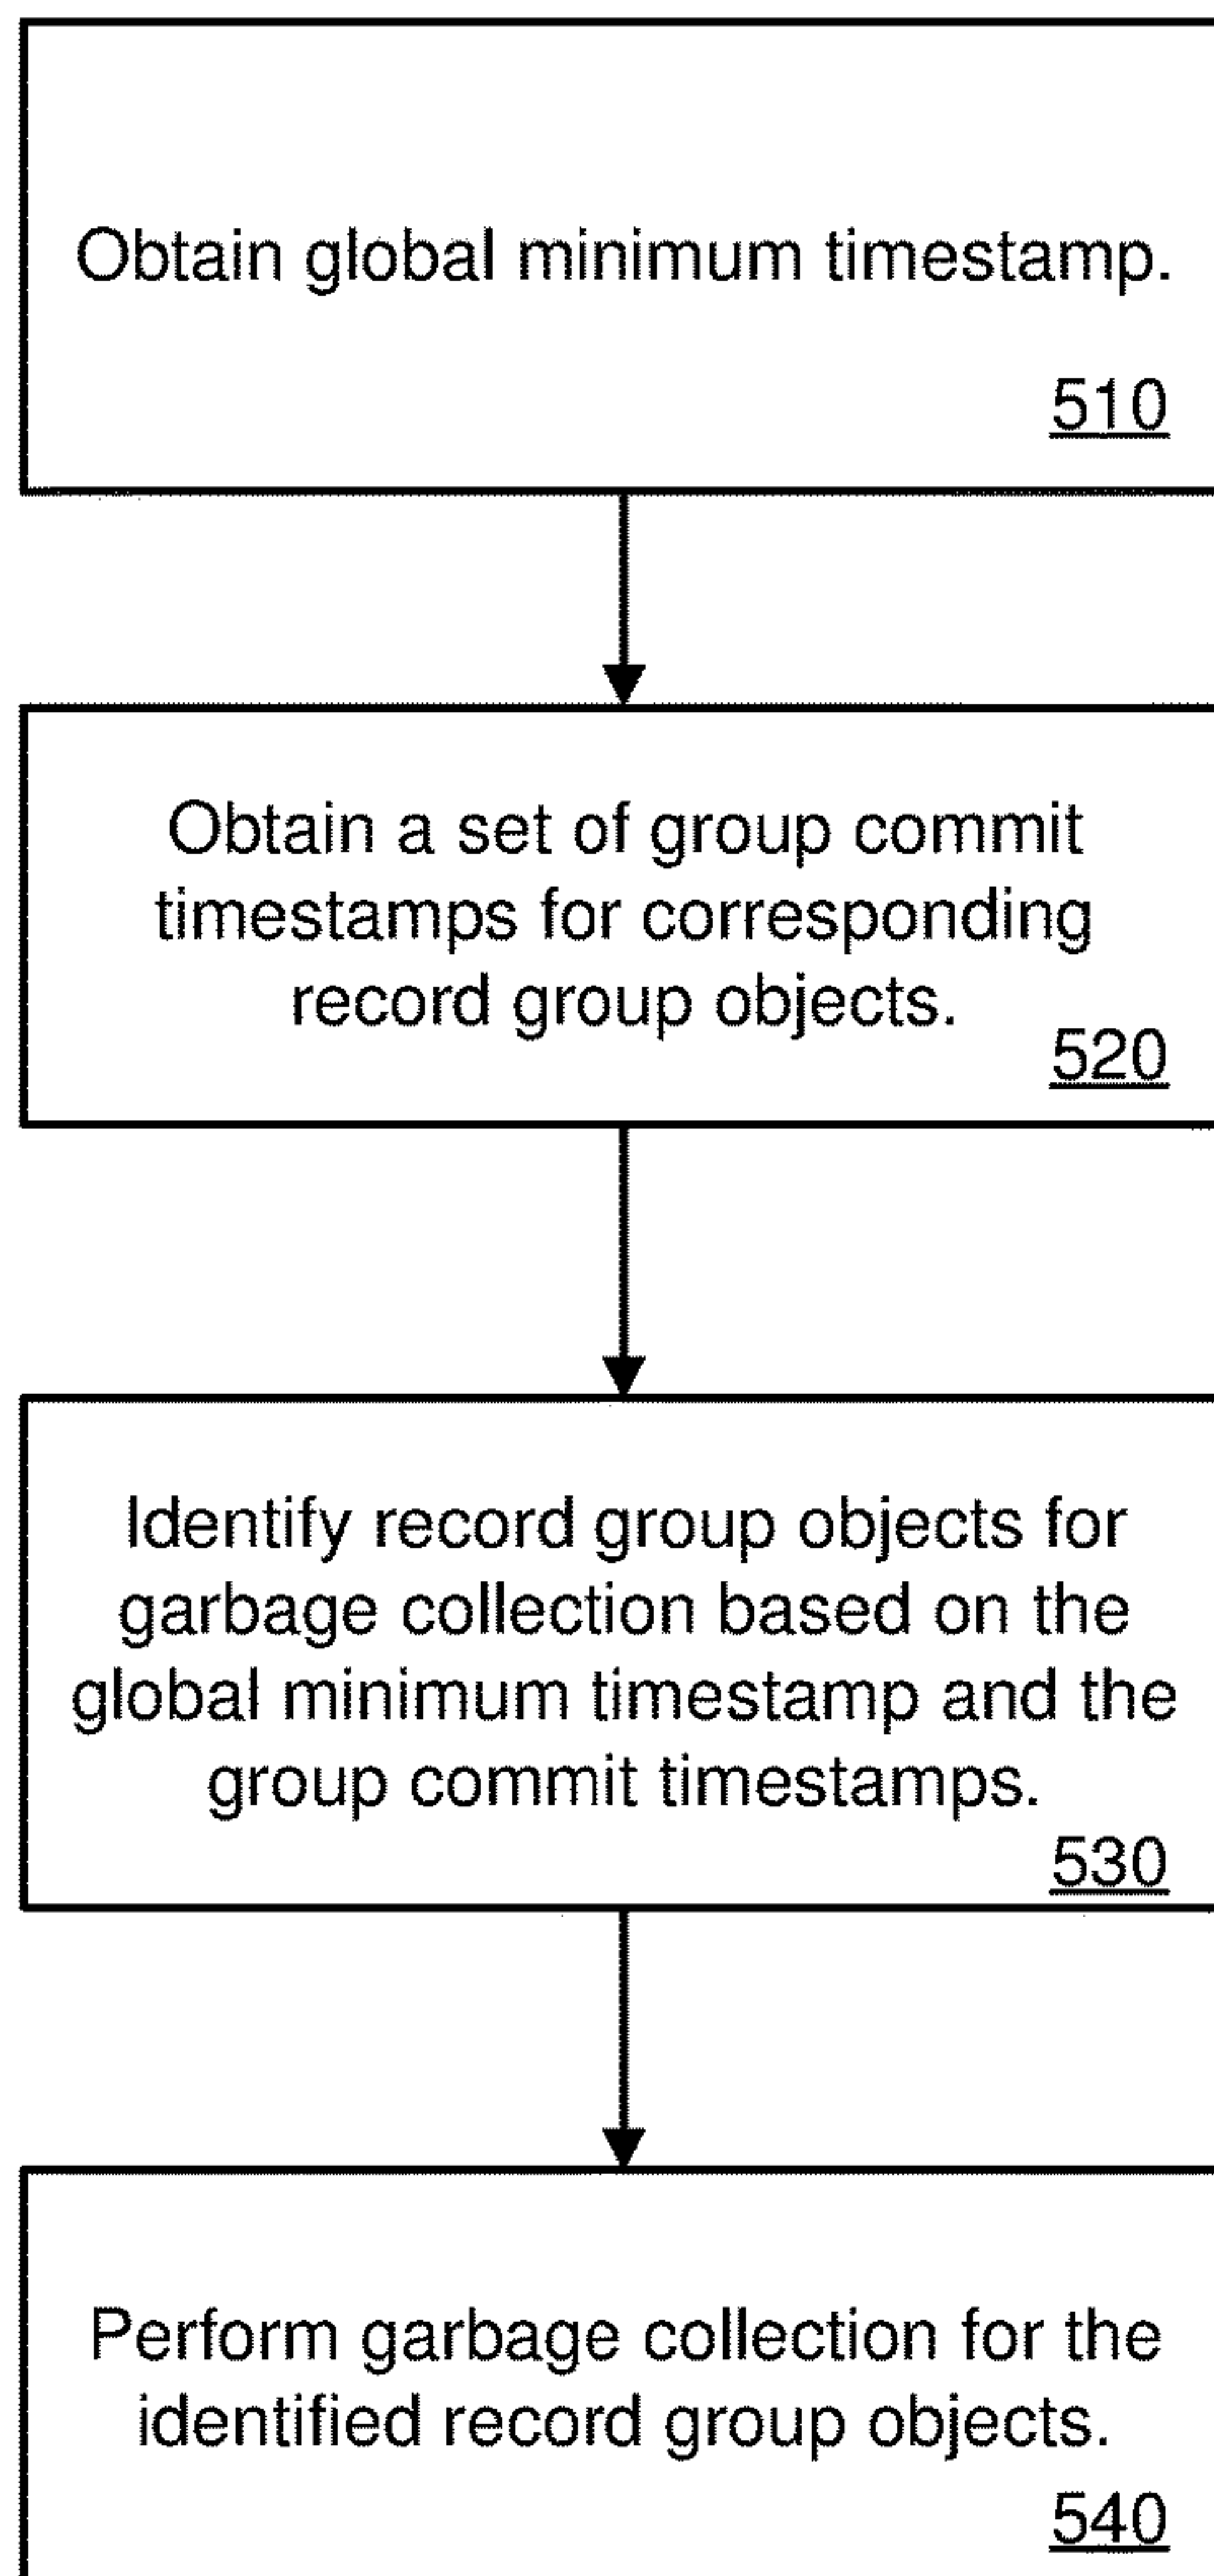 Obtain global minimum timestamp.
510
Obtain a set of group commit
timestamps for corresponding
record group objects.
520
Identify record group objects for
garbage collection based on the
global minimum timestamp and the
group commit timestamps.
530
Perform garbage collection for the
identified record group objects.
540